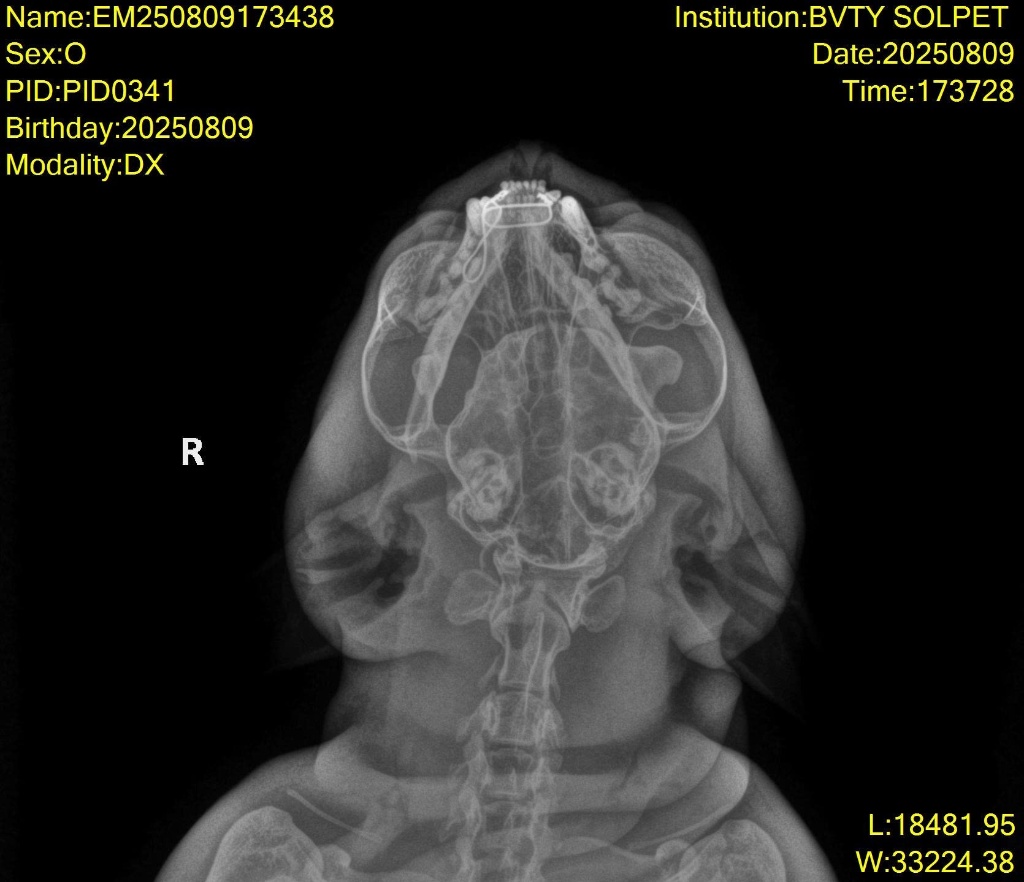 Name:EM250809173438
Sex:O
PID:PID0341
Birthday:20250809
Modality:DX
Institution:BVTY SOLPET
Date:20250809
Time:173728
R
L:18481.95
W:33224.38